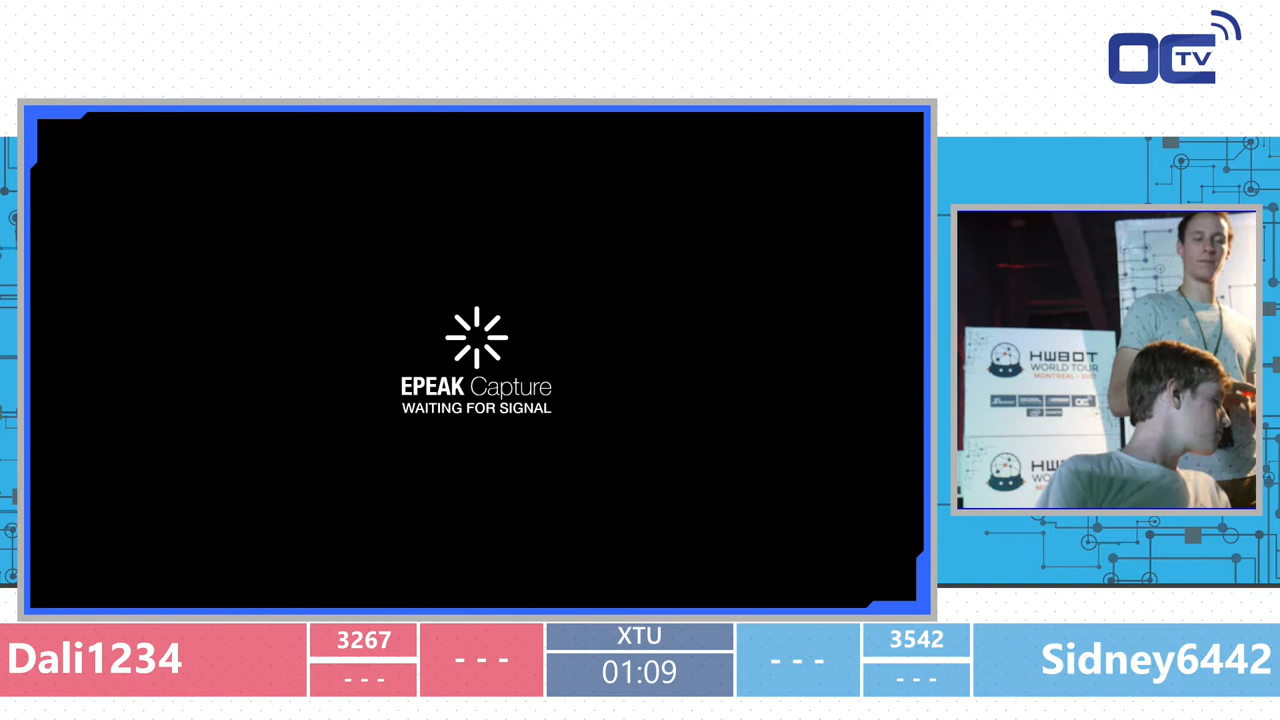 OC TV
EPEAK Capture
WAITING FOR SIGNAL
HWBOT
WORLD TOUR
Dali1234
3267
- - -
- - -
XTU
01:09
- - -
3542
- - -
Sidney6442